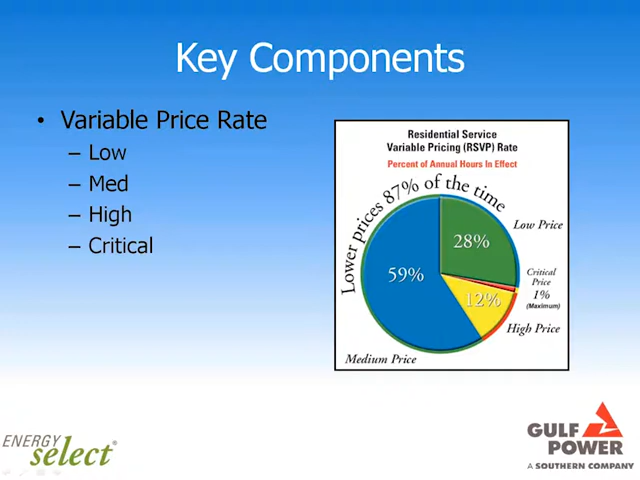 Key Components
• Variable Price Rate
– Low
– Med
– High
– Critical
Residential Service
Variable Pricing (RSVP) Rate
Percent of Annual Hours In Effect
Lower prices 87% of the time
Low Price
28%
59%
Critical
Price
1%
(Maximum)
12%
High Price
Medium Price
ENERGY
select®
GULF
POWER
A SOUTHERN COMPANY